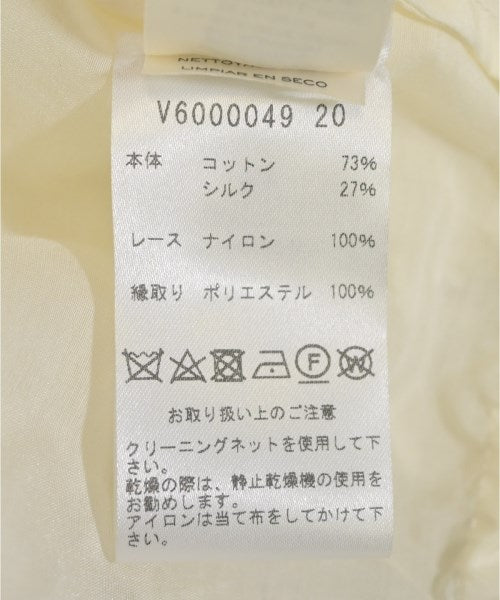 LIMPIAR EN SECO
V6000049 20
本体 コットン 73%
シルク 27%
レース ナイロン 100%
縁取り ポリエステル 100%
F W
お取り扱い上のご注意
クリーニングネットを使用して下
さい。
乾燥の際は、静止乾燥機の使用を
お勧めします。
アイロンは当て布をしてかけて下
さい。